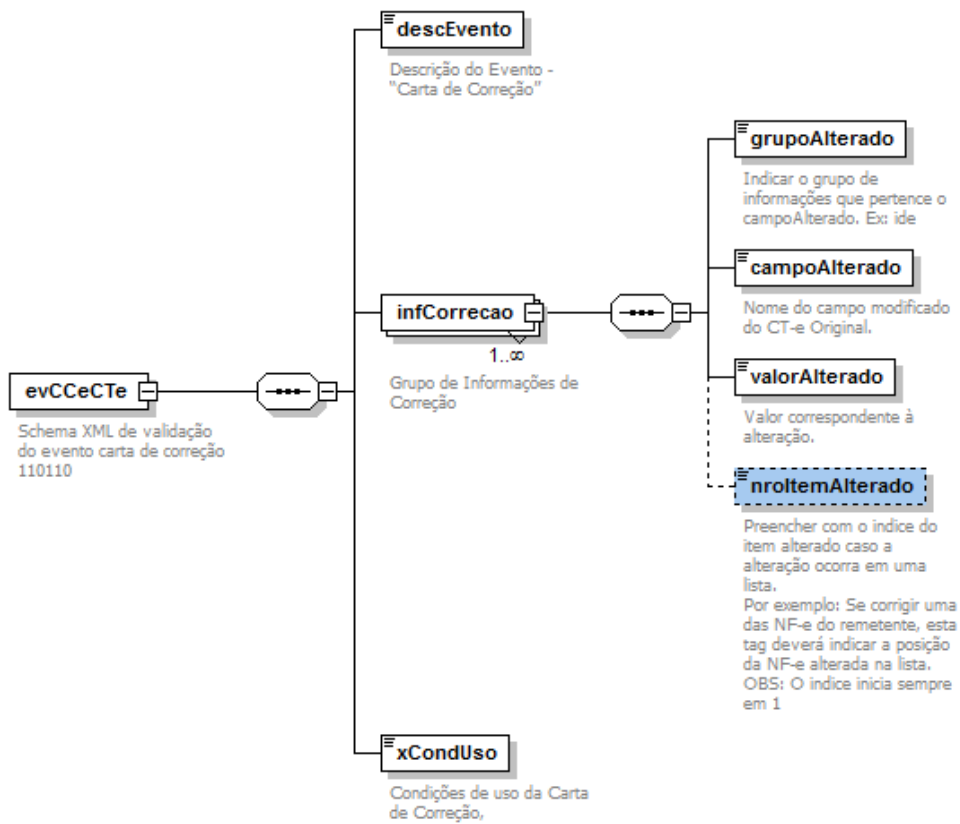 descEvento
Descrição do Evento -
"Carta de Correção"
grupoAlterado
Indicar o grupo de
informações que pertence o
campoAlterado. Ex: ide
campoAlterado
Nome do campo modificado
do CT-e Original.
infCorrecao
1..∞
Grupo de Informações de
Correção
valorAlterado
Valor correspondente à
alteração.
evCCeCTe
Schema XML de validação
do evento carta de correção
110110
nroItemAlterado
Preencher com o indice do
item alterado caso a
alteração ocorra em uma
lista.
Por exemplo: Se corrigir uma
das NF-e do remetente, esta
tag deverá indicar a posição
da NF-e alterada na lista.
OBS: O indice inicia sempre
em 1
xCondUso
Condições de uso da Carta
de Correção,